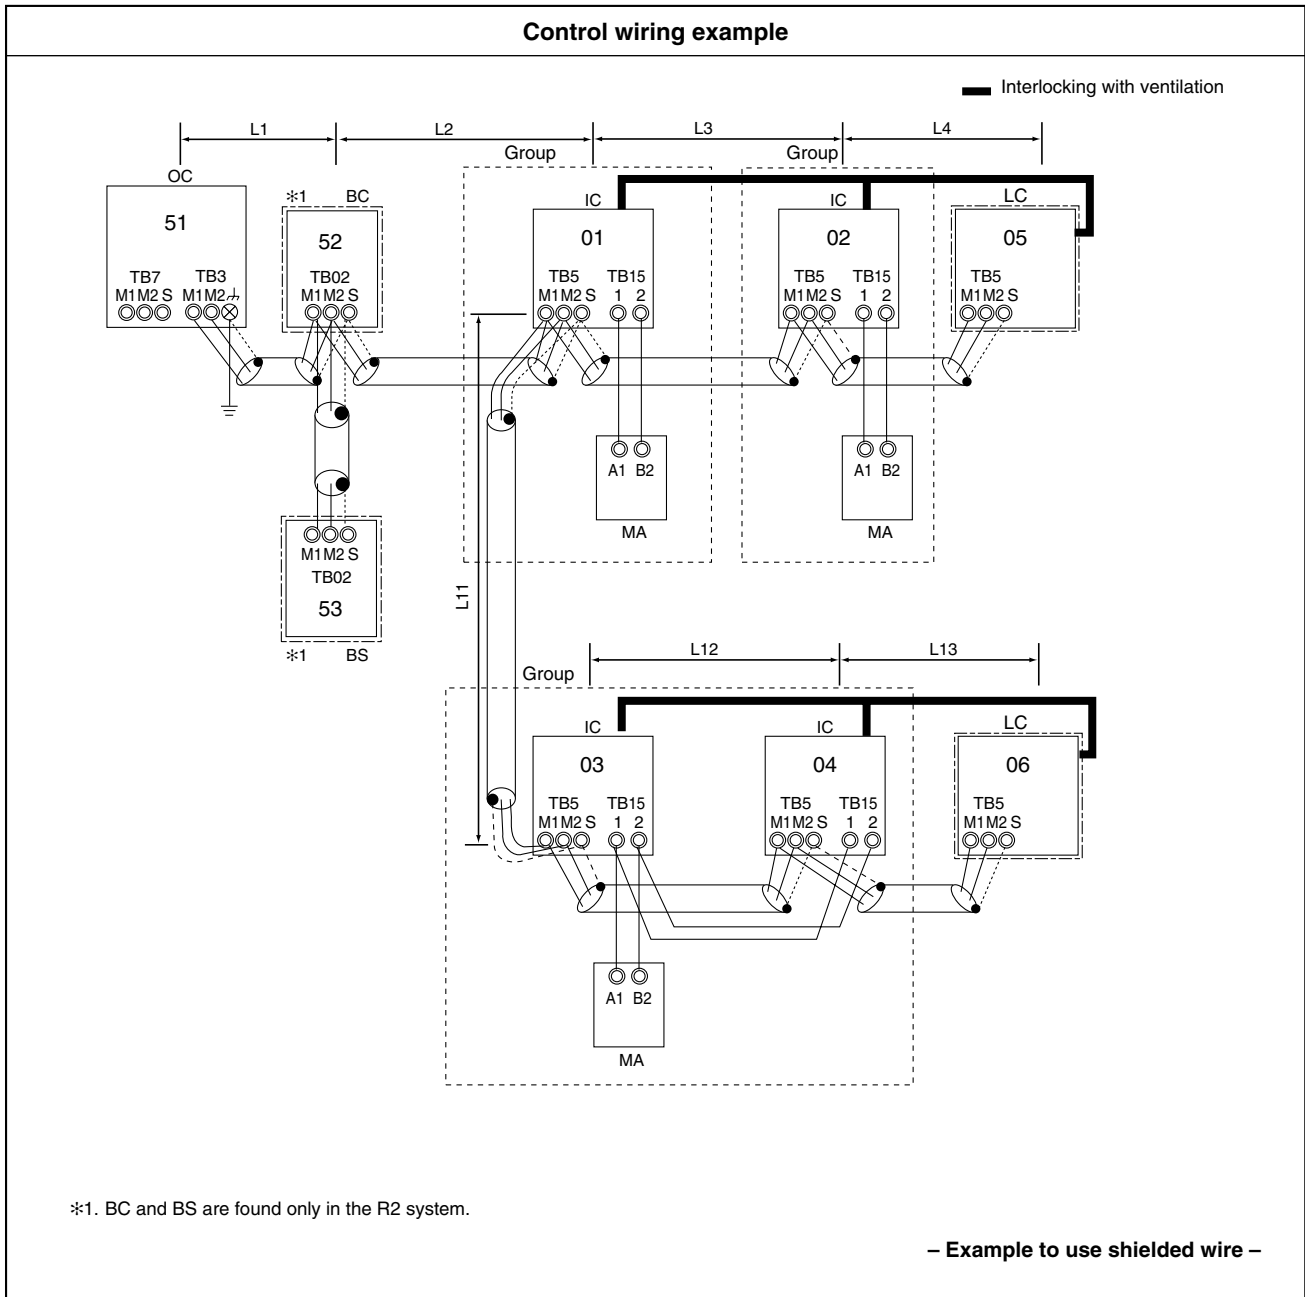 Control wiring example
Interlocking with ventilation
L1 L2 L3 L4
Group Group
OC
51
TB7 TB3
M1 M2 S M1 M2
✻1 BC
52
TB02
M1 M2 S
IC
01
TB5 TB15
M1 M2 S 1 2
IC
02
TB5 TB15
M1 M2 S 1 2
LC
05
TB5
M1 M2 S
A1 B2
MA
A1 B2
MA
M1 M2 S
TB02
53
✻1 BS
L11
L12 L13
Group
IC
03
TB5 TB15
M1 M2 S 1 2
IC
04
TB5 TB15
M1 M2 S 1 2
LC
06
TB5
M1 M2 S
A1 B2
MA
✻1. BC and BS are found only in the R2 system.
– Example to use shielded wire –